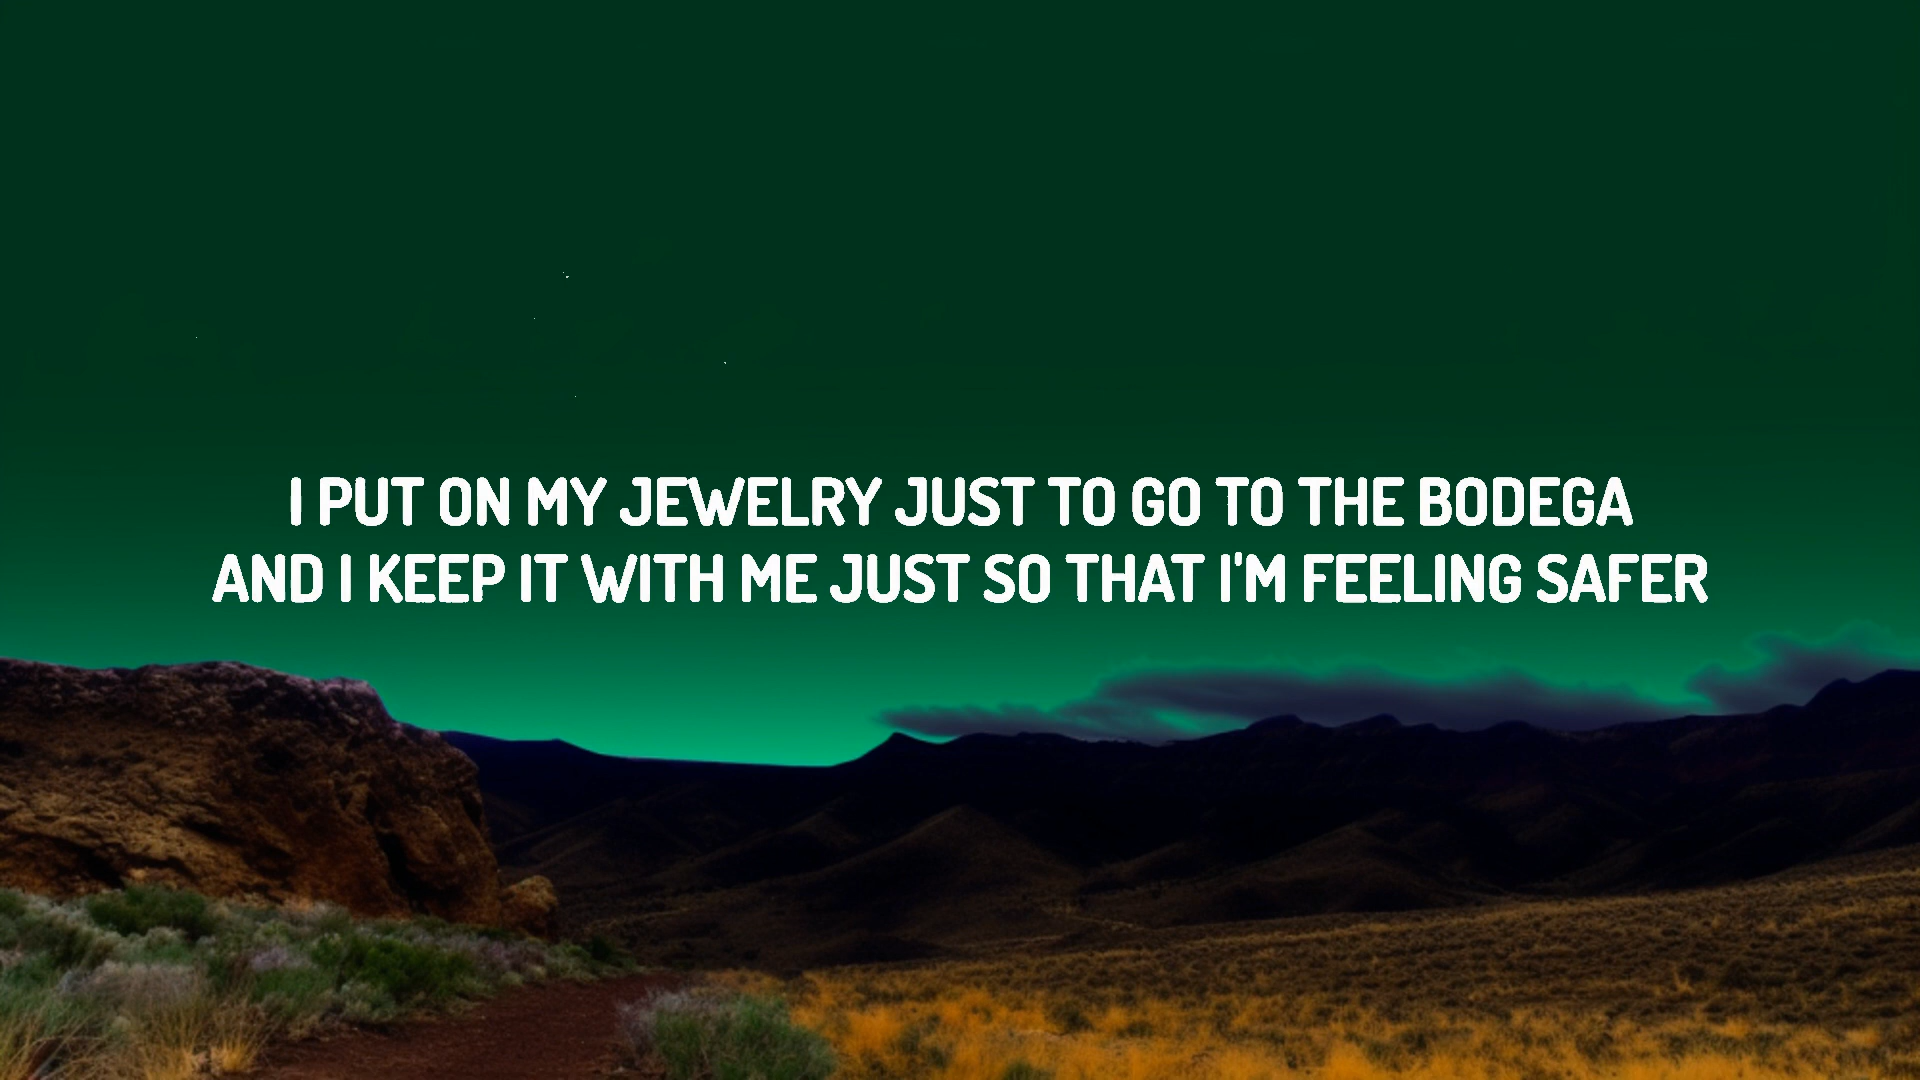 I PUT ON MY JEWELRY JUST TO GO TO THE BODEGA
AND I KEEP IT WITH ME JUST SO THAT I'M FEELING SAFER